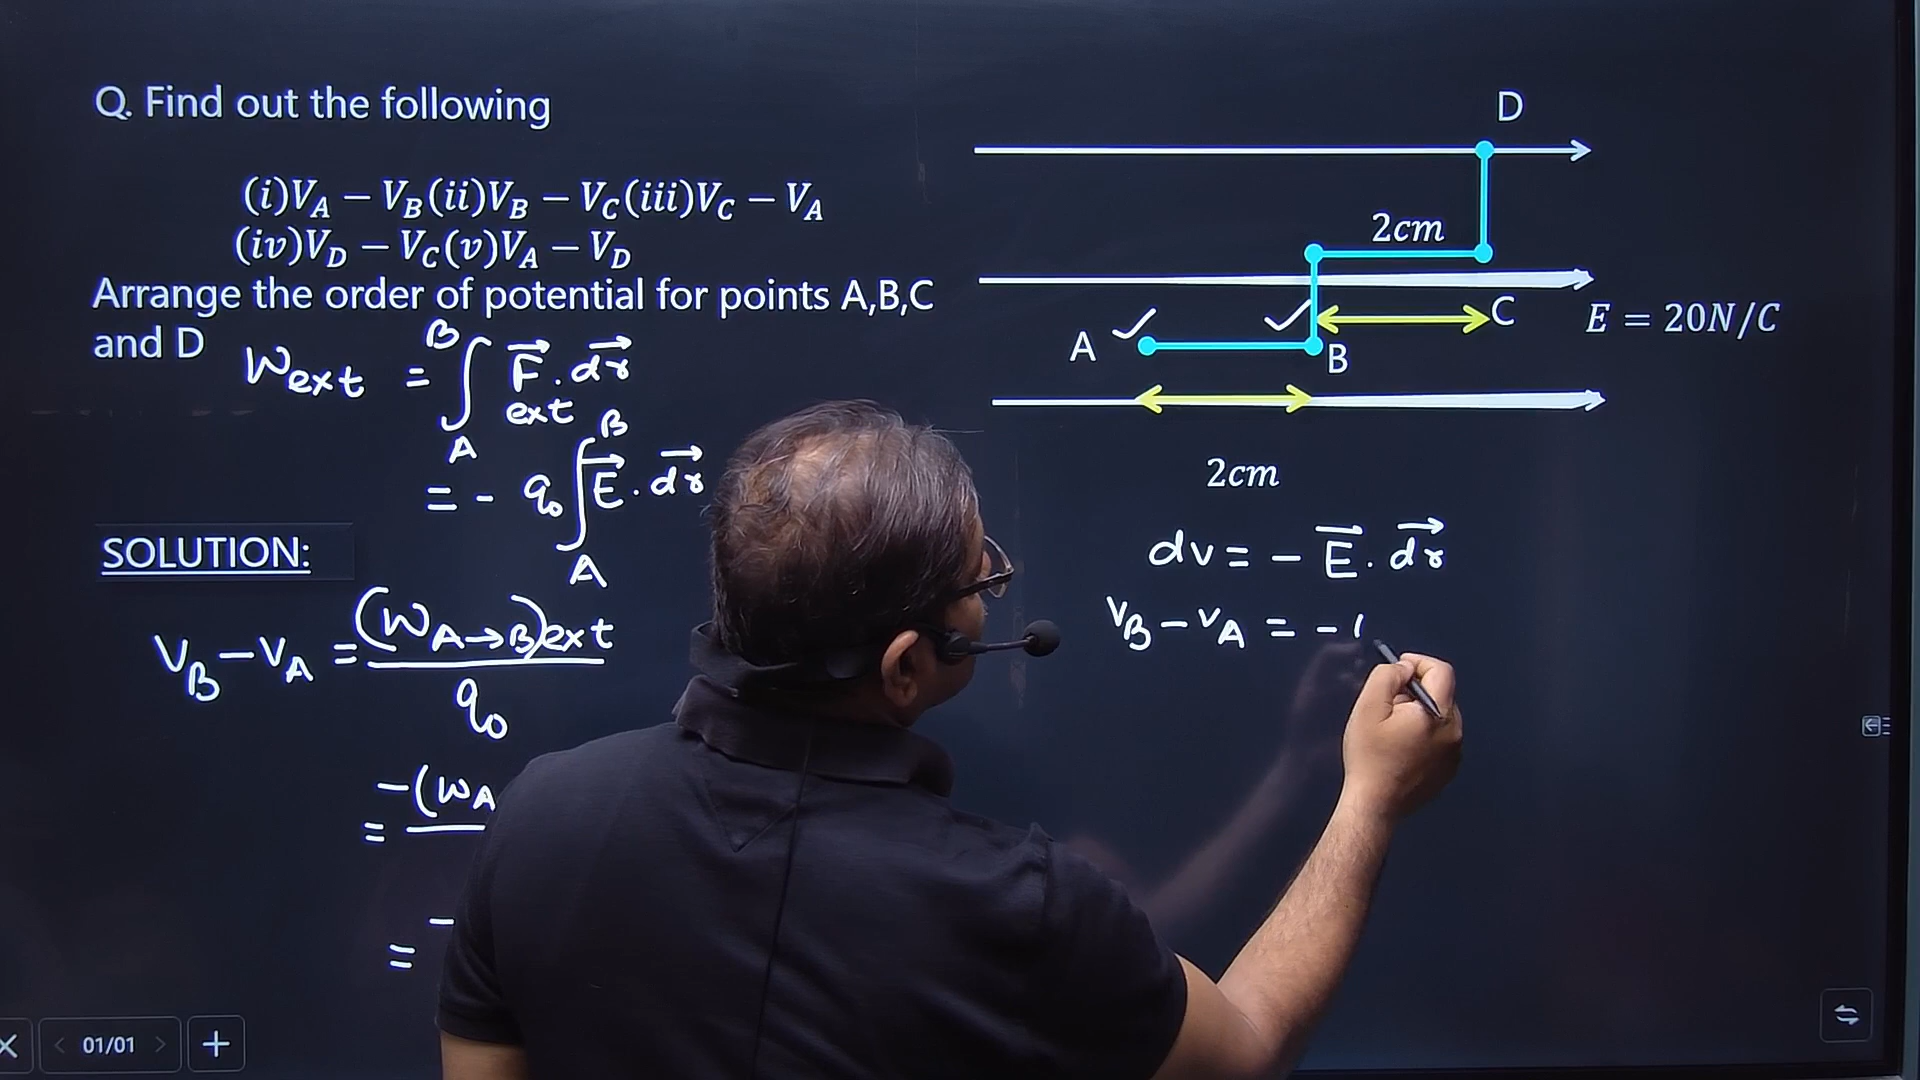 Q. Find out the following
(i)V_A − V_B(ii)V_B − V_C(iii)V_C − V_A
(iv)V_D − V_C(v)V_A − V_D
Arrange the order of potential for points A,B,C
and D
W_ext = ∫_A^B F_ext . dr
= - q₀ ∫_A^B E . dr
SOLUTION:
V_B - V_A = (W_A→B)ext / q₀
= -(W_A
= -
D
2cm
C
E = 20N/C
A
B
2cm
dv = - E . dr
V_B - V_A = -
01/01